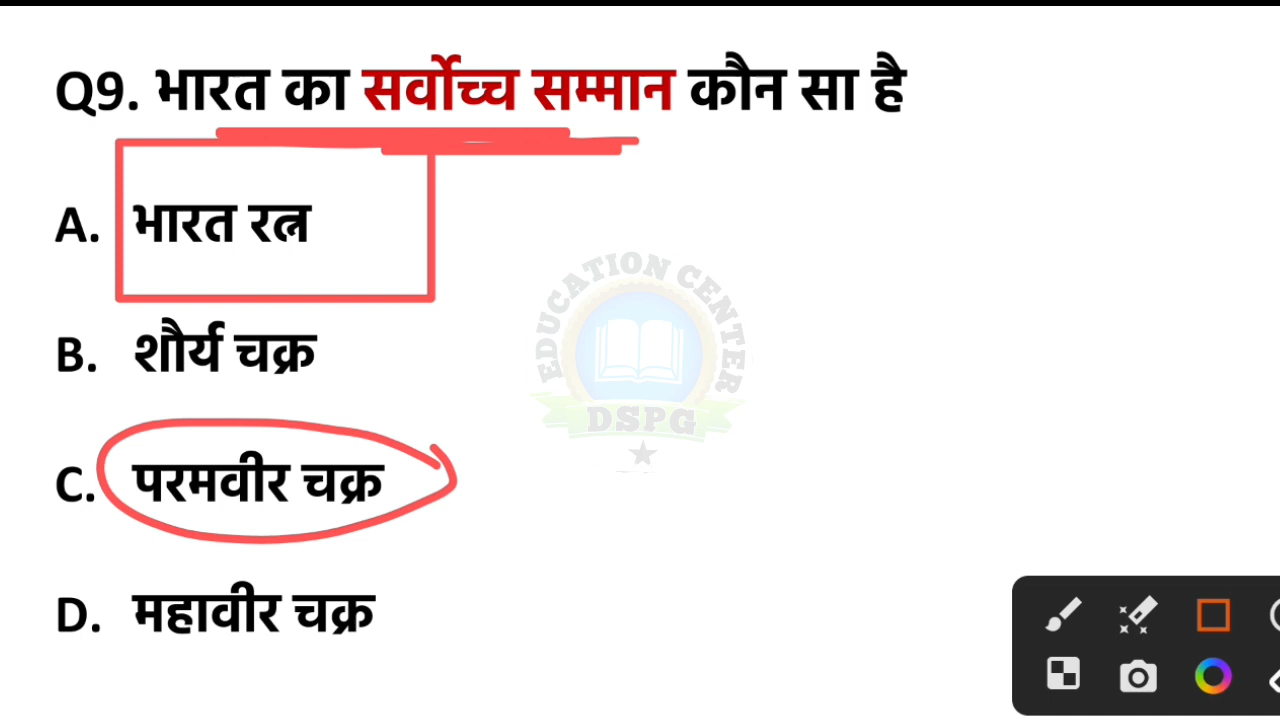 Q9. भारत का सर्वोच्च सम्मान कौन सा है
A. भारत रत्न
B. शौर्य चक्र
EDUCATION CENTER
DSPG
C. परमवीर चक्र
D. महावीर चक्र